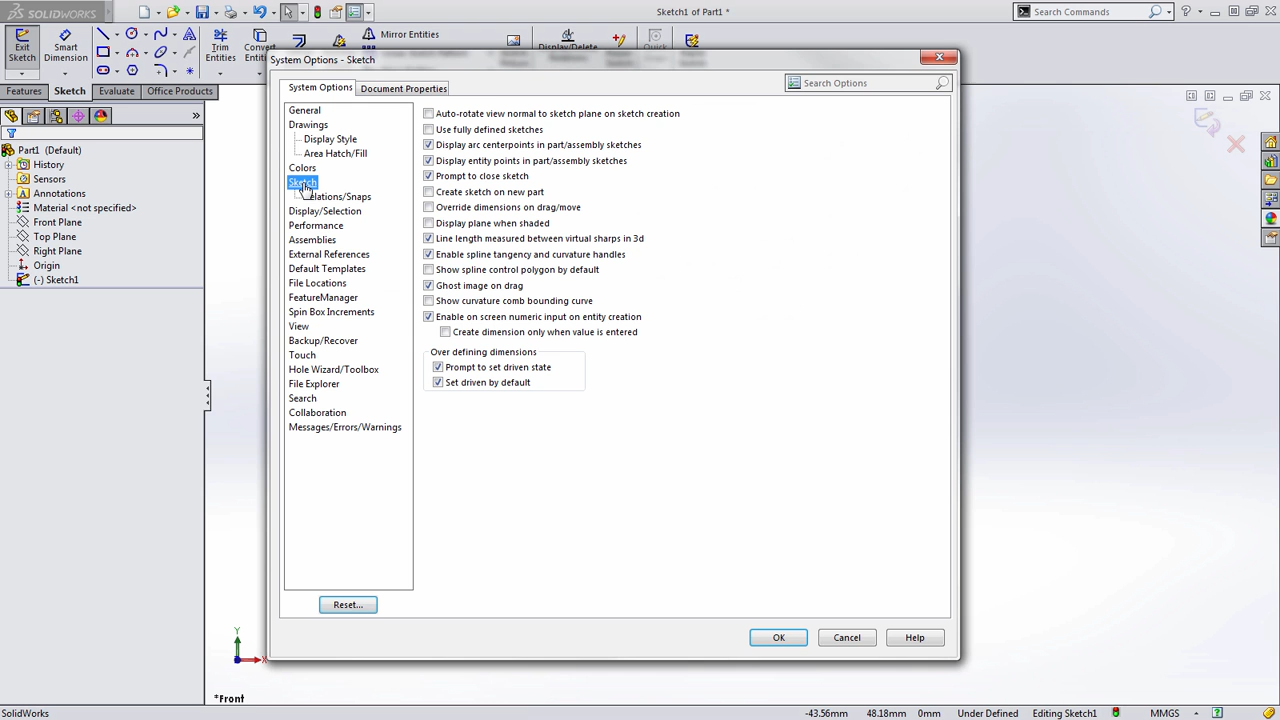 SOLIDWORKS
Sketch1 of Part1 *
Search Commands
Exit Sketch
Smart Dimension
Trim Entities
Convert
Mirror Entities
Display/Delete
Quick
Features
Sketch
Evaluate
Office Products
Part1 (Default)
History
Sensors
Annotations
Material <not specified>
Front Plane
Top Plane
Right Plane
Origin
(-) Sketch1
System Options - Sketch
System Options
Document Properties
Search Options
General
Drawings
Display Style
Area Hatch/Fill
Colors
Sketch
Relations/Snaps
Display/Selection
Performance
Assemblies
External References
Default Templates
File Locations
FeatureManager
Spin Box Increments
View
Backup/Recover
Touch
Hole Wizard/Toolbox
File Explorer
Search
Collaboration
Messages/Errors/Warnings
Reset...
Auto-rotate view normal to sketch plane on sketch creation
Use fully defined sketches
Display arc centerpoints in part/assembly sketches
Display entity points in part/assembly sketches
Prompt to close sketch
Create sketch on new part
Override dimensions on drag/move
Display plane when shaded
Line length measured between virtual sharps in 3d
Enable spline tangency and curvature handles
Show spline control polygon by default
Ghost image on drag
Show curvature comb bounding curve
Enable on screen numeric input on entity creation
Create dimension only when value is entered
Over defining dimensions
Prompt to set driven state
Set driven by default
OK
Cancel
Help
Y
X
*Front
SolidWorks
-43.56mm
48.18mm
0mm
Under Defined
Editing Sketch1
MMGS